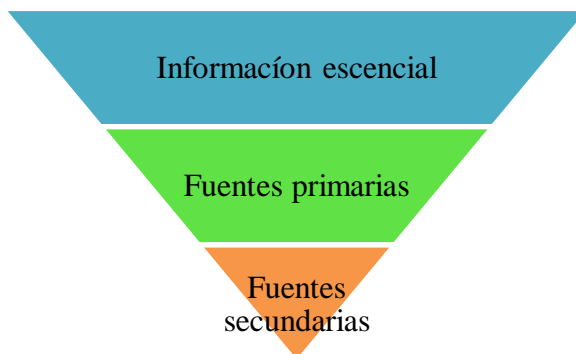 Informacíon escencial
Fuentes primarias
Fuentes
secundarias